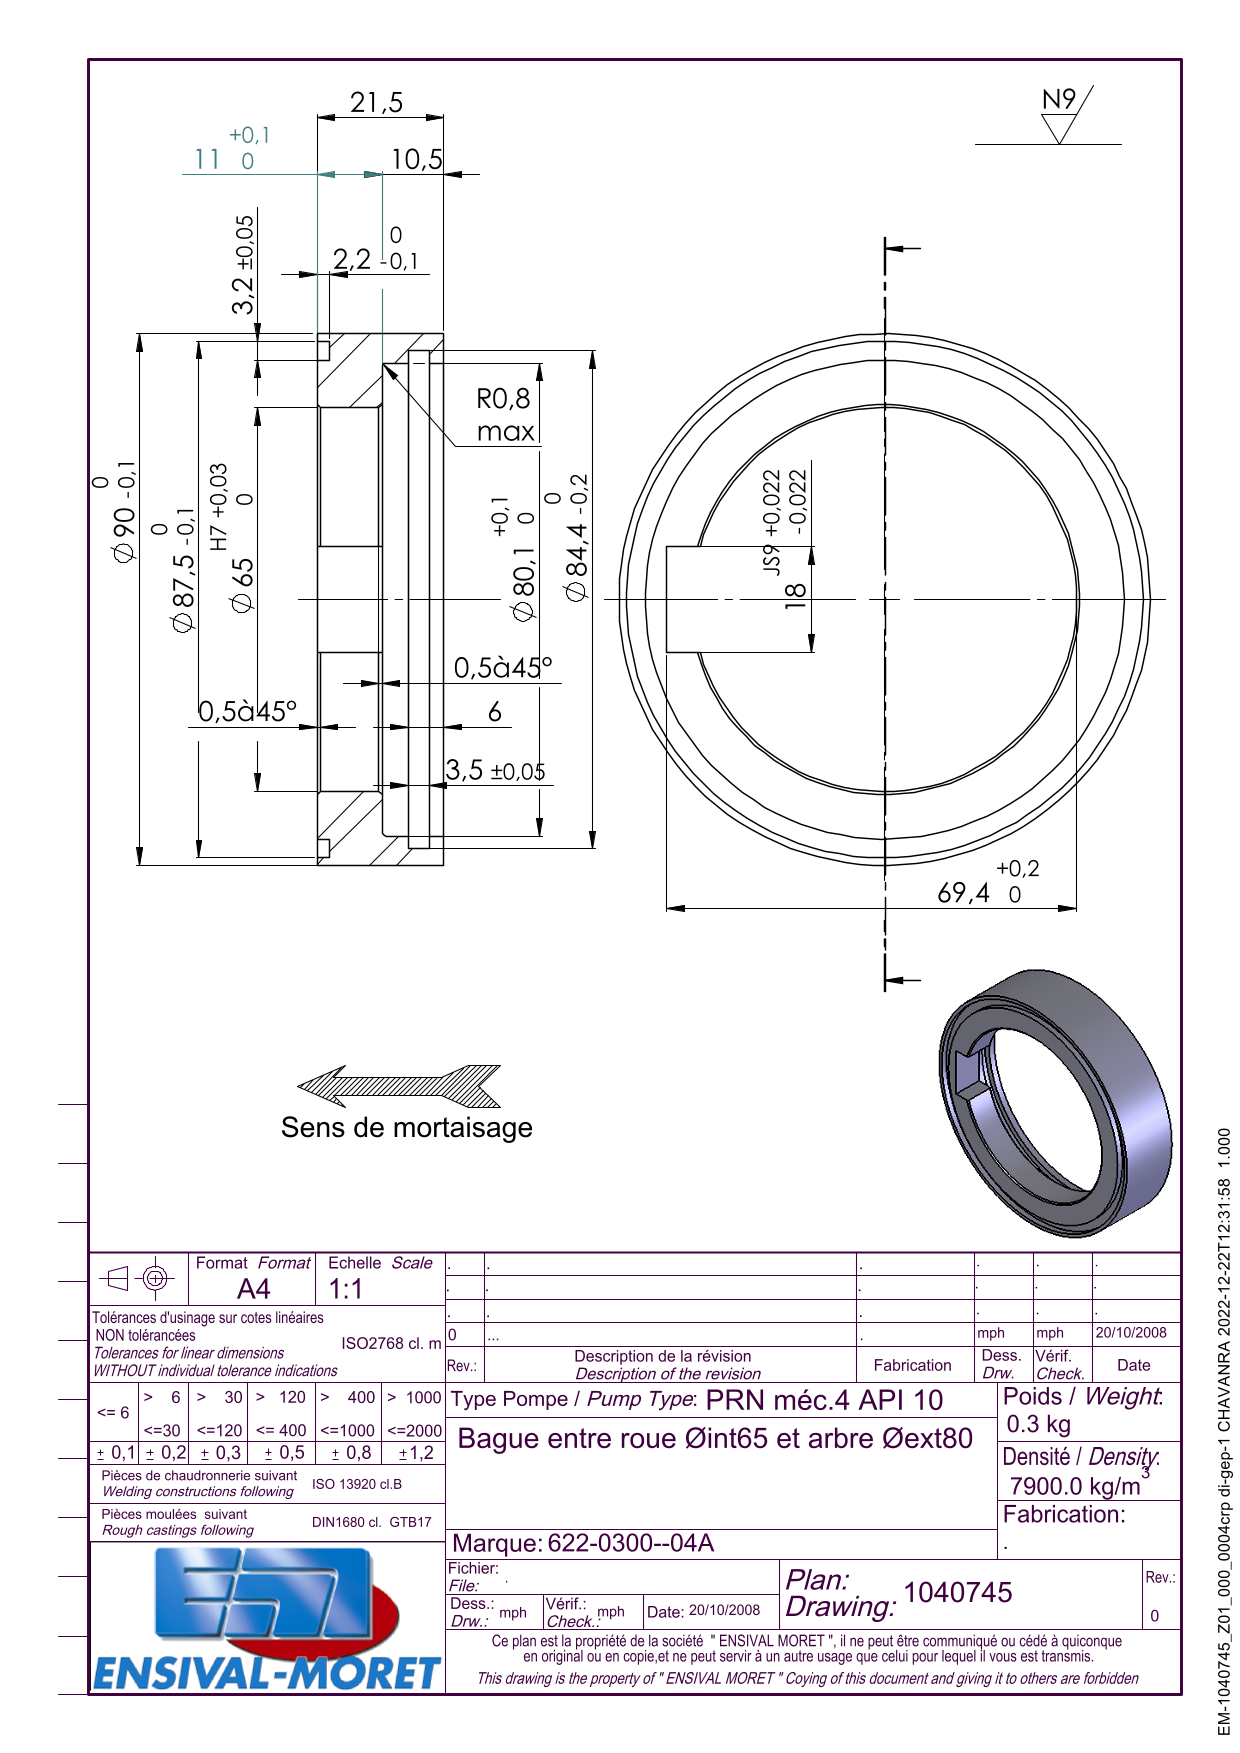 21,5
N9
+0,1
11 0
10,5
3,2 ±0,05
0
2,2 -0,1
R0,8
max
0
Ø90 -0,1
0
Ø87,5 -0,1
H7 +0,03
Ø65 0
+0,1
Ø80,1 0
0
Ø84,4 -0,2
JS9 +0,022
-0,022
18
0,5à45°
0,5à45°
6
3,5 ±0,05
+0,2
69,4 0
Sens de mortaisage
Format Format
A4
Echelle Scale
1:1
Tolérances d'usinage sur cotes linéaires
NON tolérancées
Tolerances for linear dimensions
WITHOUT individual tolerance indications
ISO2768 cl. m
. . . . . .
. . . . . .
. . . . . .
0 ... . mph mph 20/10/2008
Rev.:
Description de la révision
Description of the revision
Fabrication
Dess.
Drw.
Vérif.
Check.
Date
<= 6
> 6 > 30 > 120 > 400 > 1000
<=30 <=120 <= 400 <=1000 <=2000
± 0,1 ± 0,2 ± 0,3 ± 0,5 ± 0,8 ±1,2
Pièces de chaudronnerie suivant
Welding constructions following
ISO 13920 cl.B
Pièces moulées suivant
Rough castings following
DIN1680 cl. GTB17
Type Pompe / Pump Type: PRN méc.4 API 10
Bague entre roue Øint65 et arbre Øext80
Marque: 622-0300--04A
Poids / Weight:
0.3 kg
Densité / Density:
7900.0 kg/m3
Fabrication:
.
ENSIVAL-MORET
Fichier:
File: .
Dess.:
Drw.: mph
Vérif.:
Check.: mph
Date: 20/10/2008
Plan:
Drawing: 1040745
Rev.:
0
Ce plan est la propriété de la société " ENSIVAL MORET ", il ne peut être communiqué ou cédé à quiconque
en original ou en copie,et ne peut servir à un autre usage que celui pour lequel il vous est transmis.
This drawing is the property of " ENSIVAL MORET " Coying of this document and giving it to others are forbidden
EM-1040745_Z01_000_0004crp di-gep-1 CHAVANRA 2022-12-22T12:31:58 1.000